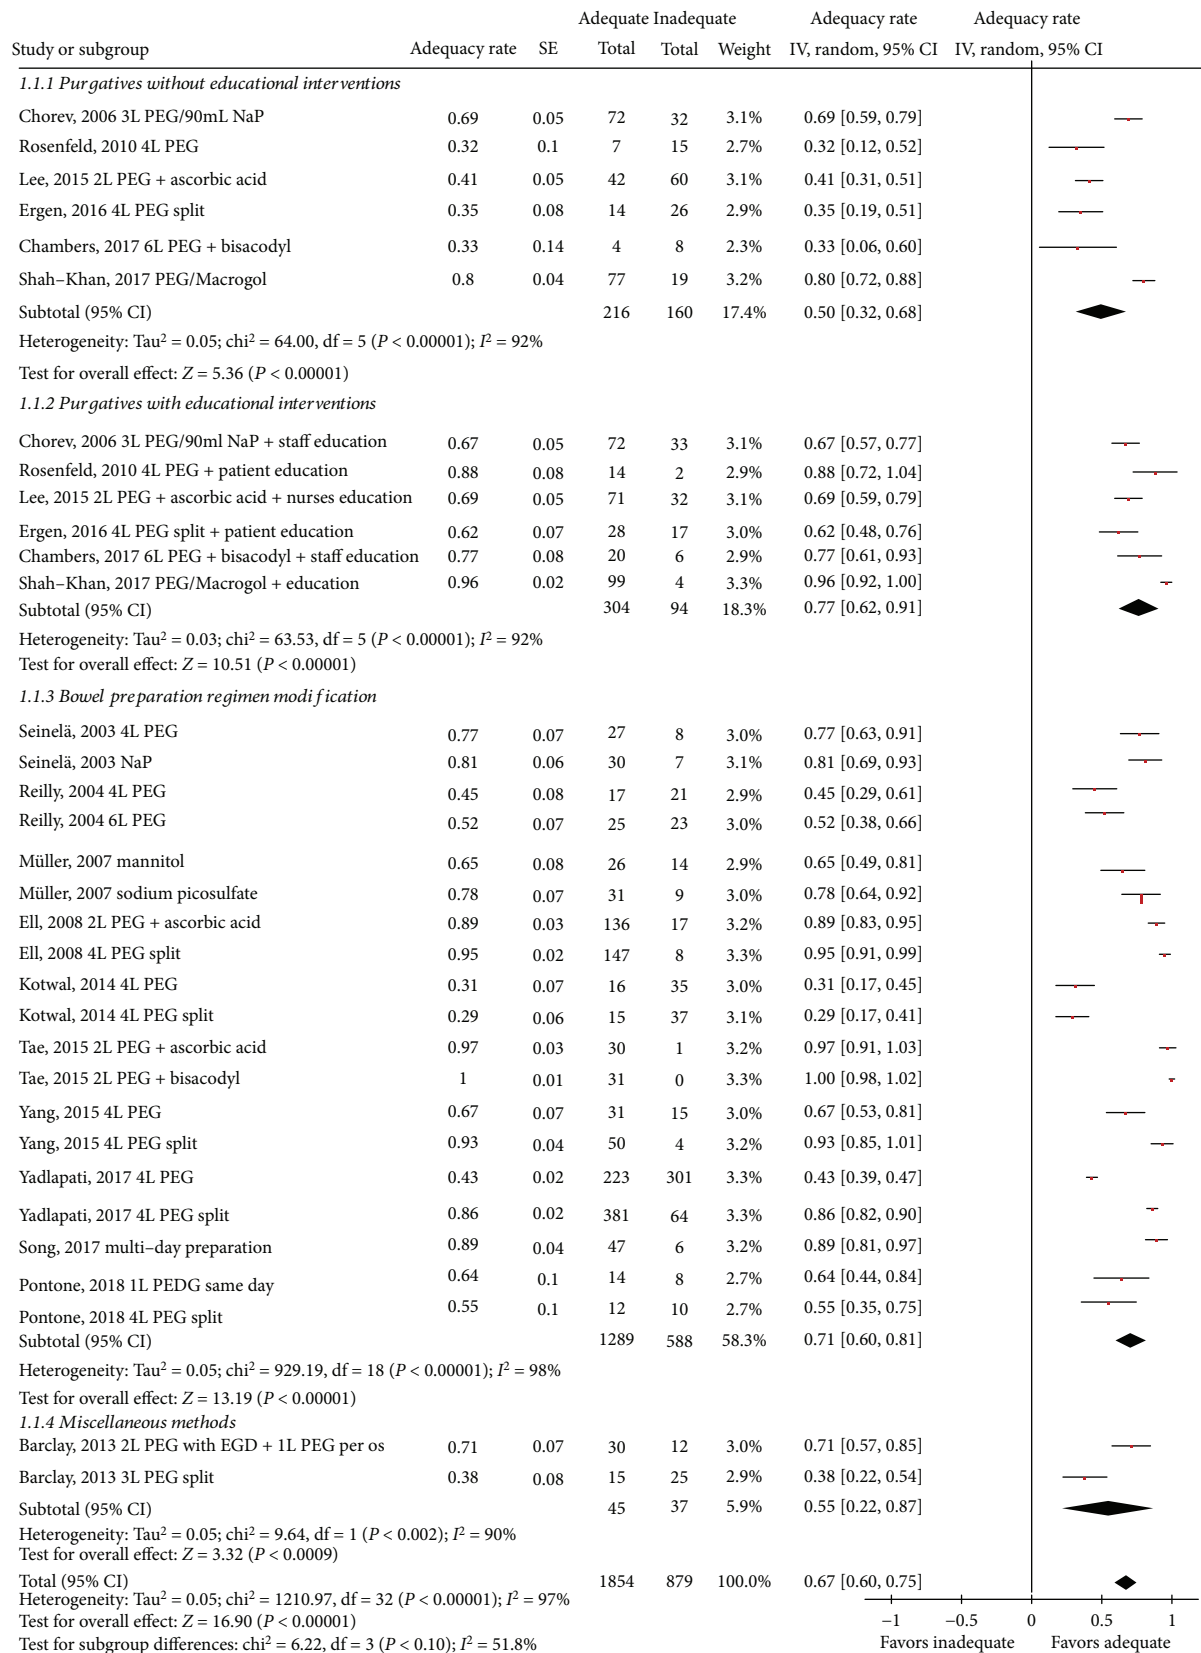 Adequate Inadequate Adequacy rate Adequacy rate
Study or subgroup Adequacy rate SE Total Total Weight IV, random, 95% CI IV, random, 95% CI
1.1.1 Purgatives without educational interventions
Chorev, 2006 3L PEG/90mL NaP 0.69 0.05 72 32 3.1% 0.69 [0.59, 0.79]
Rosenfeld, 2010 4L PEG 0.32 0.1 7 15 2.7% 0.32 [0.12, 0.52]
Lee, 2015 2L PEG + ascorbic acid 0.41 0.05 42 60 3.1% 0.41 [0.31, 0.51]
Ergen, 2016 4L PEG split 0.35 0.08 14 26 2.9% 0.35 [0.19, 0.51]
Chambers, 2017 6L PEG + bisacodyl 0.33 0.14 4 8 2.3% 0.33 [0.06, 0.60]
Shah–Khan, 2017 PEG/Macrogol 0.8 0.04 77 19 3.2% 0.80 [0.72, 0.88]
Subtotal (95% CI) 216 160 17.4% 0.50 [0.32, 0.68]
Heterogeneity: Tau² = 0.05; chi² = 64.00, df = 5 (P < 0.00001); I² = 92%
Test for overall effect: Z = 5.36 (P < 0.00001)
1.1.2 Purgatives with educational interventions
Chorev, 2006 3L PEG/90ml NaP + staff education 0.67 0.05 72 33 3.1% 0.67 [0.57, 0.77]
Rosenfeld, 2010 4L PEG + patient education 0.88 0.08 14 2 2.9% 0.88 [0.72, 1.04]
Lee, 2015 2L PEG + ascorbic acid + nurses education 0.69 0.05 71 32 3.1% 0.69 [0.59, 0.79]
Ergen, 2016 4L PEG split + patient education 0.62 0.07 28 17 3.0% 0.62 [0.48, 0.76]
Chambers, 2017 6L PEG + bisacodyl + staff education 0.77 0.08 20 6 2.9% 0.77 [0.61, 0.93]
Shah–Khan, 2017 PEG/Macrogol + education 0.96 0.02 99 4 3.3% 0.96 [0.92, 1.00]
Subtotal (95% CI) 304 94 18.3% 0.77 [0.62, 0.91]
Heterogeneity: Tau² = 0.03; chi² = 63.53, df = 5 (P < 0.00001); I² = 92%
Test for overall effect: Z = 10.51 (P < 0.00001)
1.1.3 Bowel preparation regimen modification
Seinelä, 2003 4L PEG 0.77 0.07 27 8 3.0% 0.77 [0.63, 0.91]
Seinelä, 2003 NaP 0.81 0.06 30 7 3.1% 0.81 [0.69, 0.93]
Reilly, 2004 4L PEG 0.45 0.08 17 21 2.9% 0.45 [0.29, 0.61]
Reilly, 2004 6L PEG 0.52 0.07 25 23 3.0% 0.52 [0.38, 0.66]
Müller, 2007 mannitol 0.65 0.08 26 14 2.9% 0.65 [0.49, 0.81]
Müller, 2007 sodium picosulfate 0.78 0.07 31 9 3.0% 0.78 [0.64, 0.92]
Ell, 2008 2L PEG + ascorbic acid 0.89 0.03 136 17 3.2% 0.89 [0.83, 0.95]
Ell, 2008 4L PEG split 0.95 0.02 147 8 3.3% 0.95 [0.91, 0.99]
Kotwal, 2014 4L PEG 0.31 0.07 16 35 3.0% 0.31 [0.17, 0.45]
Kotwal, 2014 4L PEG split 0.29 0.06 15 37 3.1% 0.29 [0.17, 0.41]
Tae, 2015 2L PEG + ascorbic acid 0.97 0.03 30 1 3.2% 0.97 [0.91, 1.03]
Tae, 2015 2L PEG + bisacodyl 1 0.01 31 0 3.3% 1.00 [0.98, 1.02]
Yang, 2015 4L PEG 0.67 0.07 31 15 3.0% 0.67 [0.53, 0.81]
Yang, 2015 4L PEG split 0.93 0.04 50 4 3.2% 0.93 [0.85, 1.01]
Yadlapati, 2017 4L PEG 0.43 0.02 223 301 3.3% 0.43 [0.39, 0.47]
Yadlapati, 2017 4L PEG split 0.86 0.02 381 64 3.3% 0.86 [0.82, 0.90]
Song, 2017 multi–day preparation 0.89 0.04 47 6 3.2% 0.89 [0.81, 0.97]
Pontone, 2018 1L PEDG same day 0.64 0.1 14 8 2.7% 0.64 [0.44, 0.84]
Pontone, 2018 4L PEG split 0.55 0.1 12 10 2.7% 0.55 [0.35, 0.75]
Subtotal (95% CI) 1289 588 58.3% 0.71 [0.60, 0.81]
Heterogeneity: Tau² = 0.05; chi² = 929.19, df = 18 (P < 0.00001); I² = 98%
Test for overall effect: Z = 13.19 (P < 0.00001)
1.1.4 Miscellaneous methods
Barclay, 2013 2L PEG with EGD + 1L PEG per os 0.71 0.07 30 12 3.0% 0.71 [0.57, 0.85]
Barclay, 2013 3L PEG split 0.38 0.08 15 25 2.9% 0.38 [0.22, 0.54]
Subtotal (95% CI) 45 37 5.9% 0.55 [0.22, 0.87]
Heterogeneity: Tau² = 0.05; chi² = 9.64, df = 1 (P < 0.002); I² = 90%
Test for overall effect: Z = 3.32 (P < 0.0009)
Total (95% CI) 1854 879 100.0% 0.67 [0.60, 0.75]
Heterogeneity: Tau² = 0.05; chi² = 1210.97, df = 32 (P < 0.00001); I² = 97%
Test for overall effect: Z = 16.90 (P < 0.00001) −1 −0.5 0 0.5 1
Test for subgroup differences: chi² = 6.22, df = 3 (P < 0.10); I² = 51.8% Favors inadequate Favors adequate